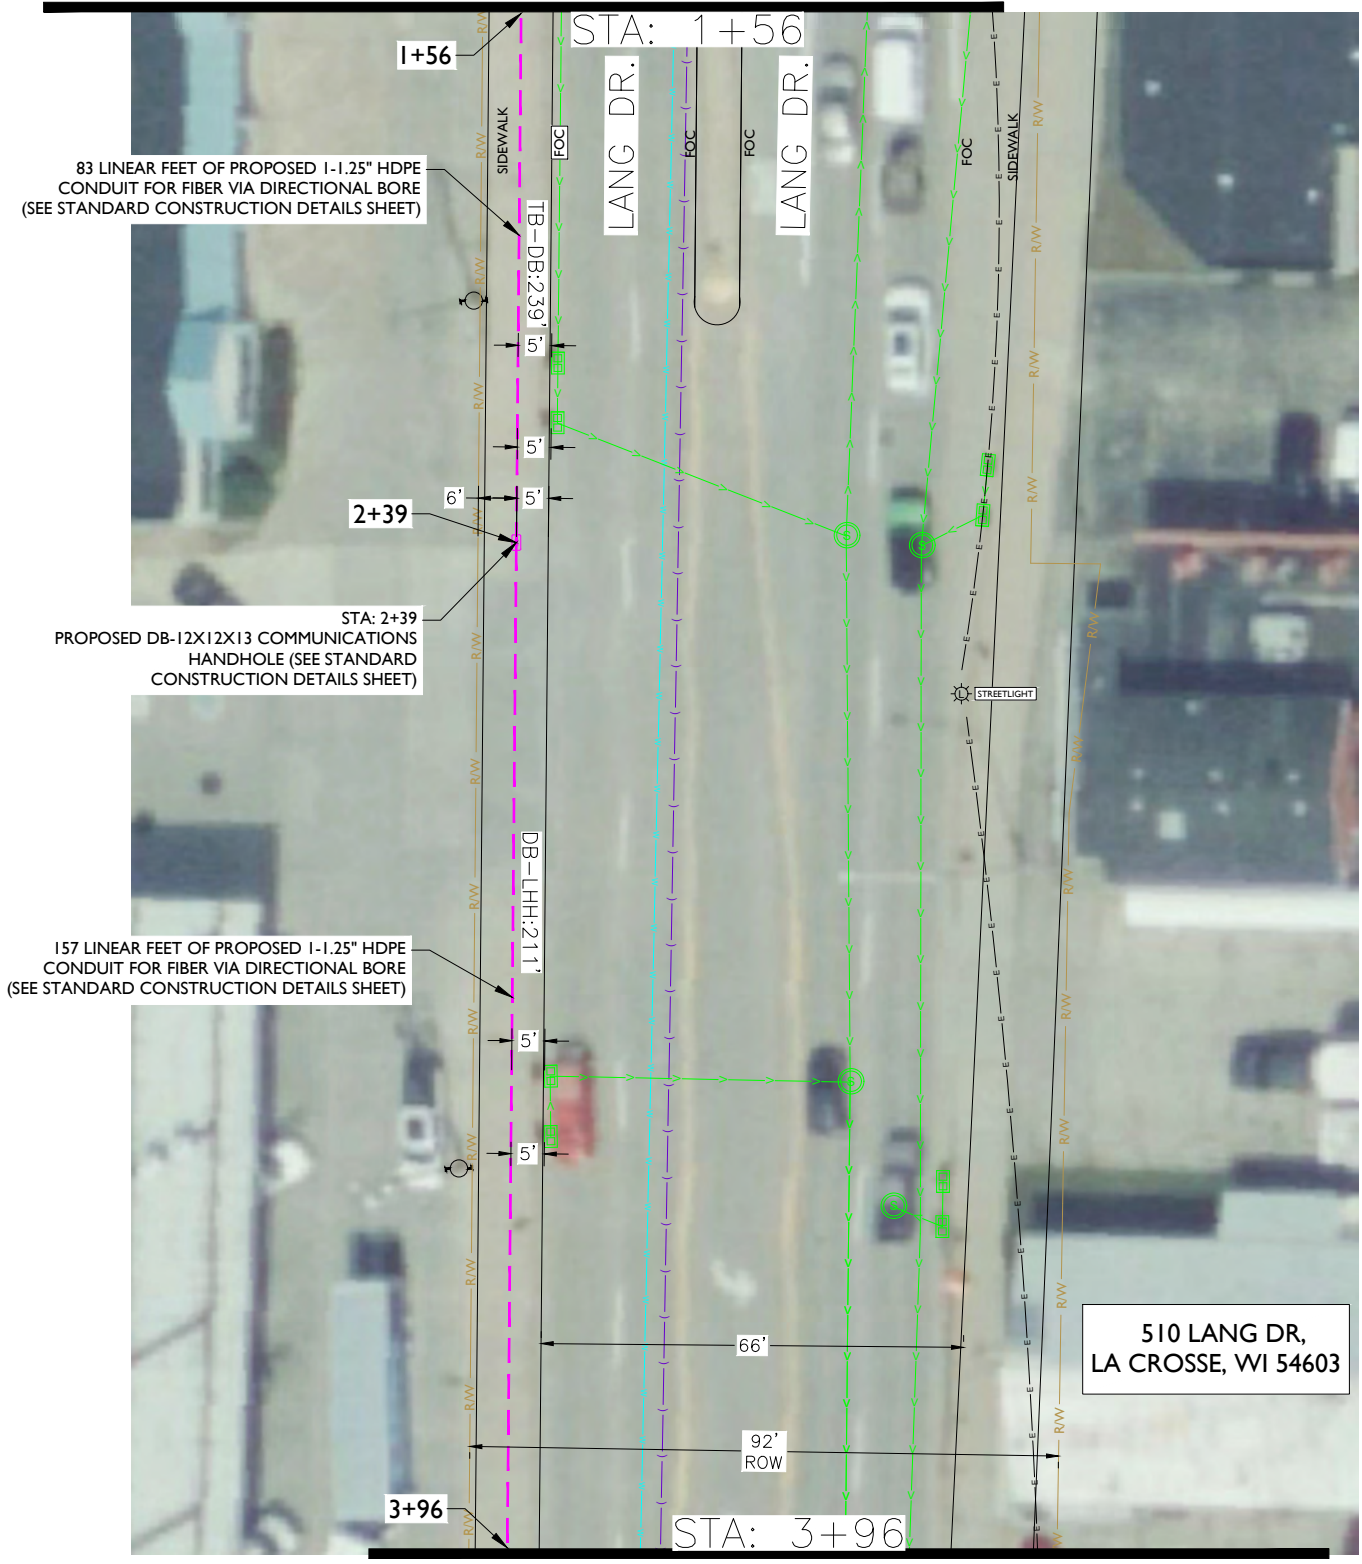 STA: 1+56
1+56
LANG DR.
LANG DR.
SIDEWALK
FOC
FOC
FOC
FOC
SIDEWALK
R/W
R/W
R/W
83 LINEAR FEET OF PROPOSED 1-1.25" HDPE
CONDUIT FOR FIBER VIA DIRECTIONAL BORE
(SEE STANDARD CONSTRUCTION DETAILS SHEET)
TB-DB:239'
R/W
R/W
5'
R/W
R/W
5'
6'
5'
R/W
2+39
R/W
STA: 2+39
PROPOSED DB-12X12X13 COMMUNICATIONS
HANDHOLE (SEE STANDARD
CONSTRUCTION DETAILS SHEET)
R/W
R/W
STREETLIGHT
R/W
R/W
DB-LHH:211'
R/W
R/W
157 LINEAR FEET OF PROPOSED 1-1.25" HDPE
CONDUIT FOR FIBER VIA DIRECTIONAL BORE
(SEE STANDARD CONSTRUCTION DETAILS SHEET)
R/W
R/W
5'
R/W
5'
R/W
R/W
R/W
66'
510 LANG DR,
LA CROSSE, WI 54603
R/W
R/W
92'
ROW
3+96
R/W
R/W
STA: 3+96